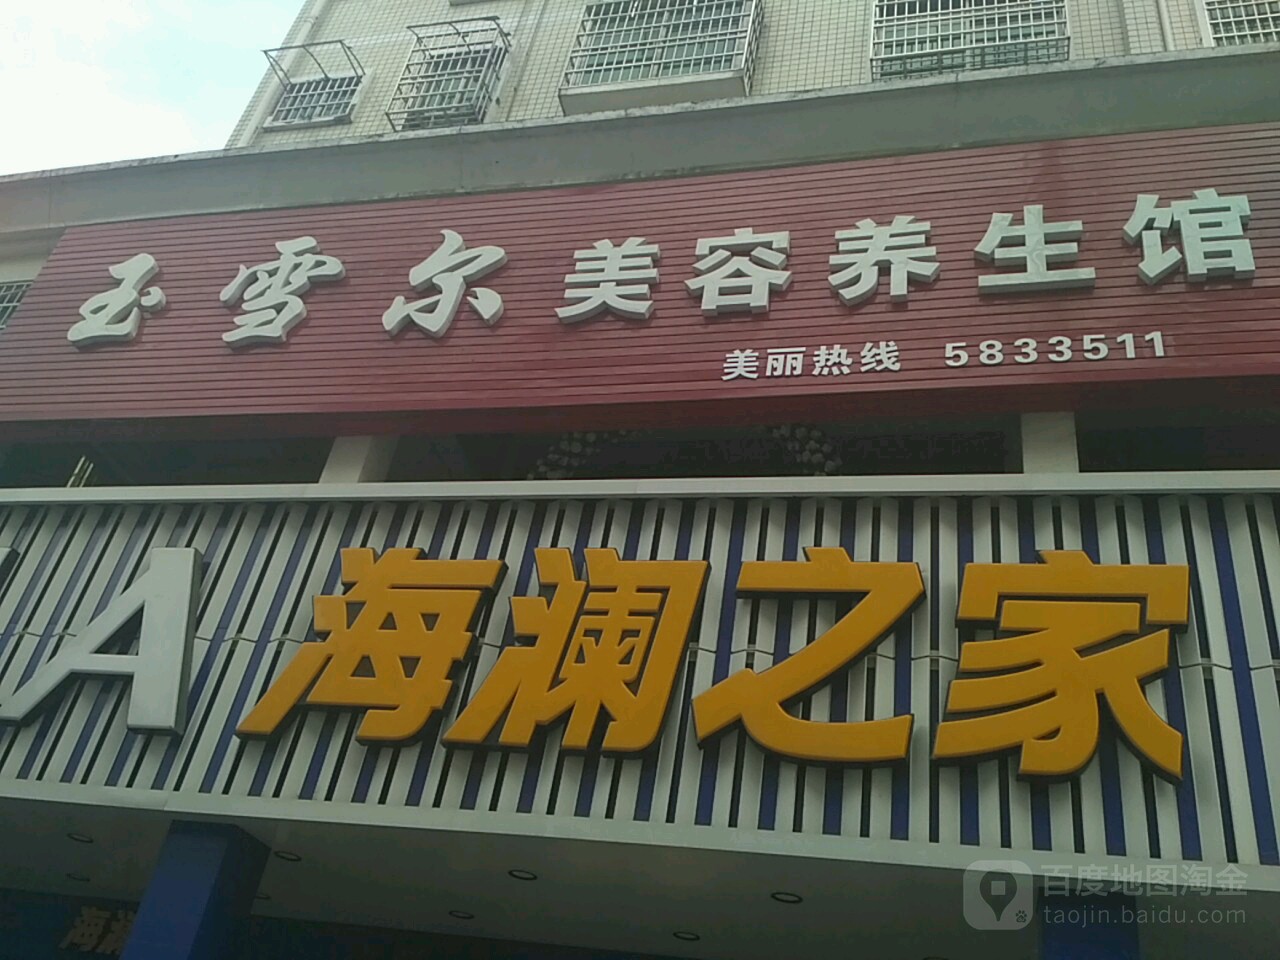 玉雪尔美容养生馆
美丽热线 5833511
A 海澜之家
海澜
百度地图淘金
taojin.baidu.com